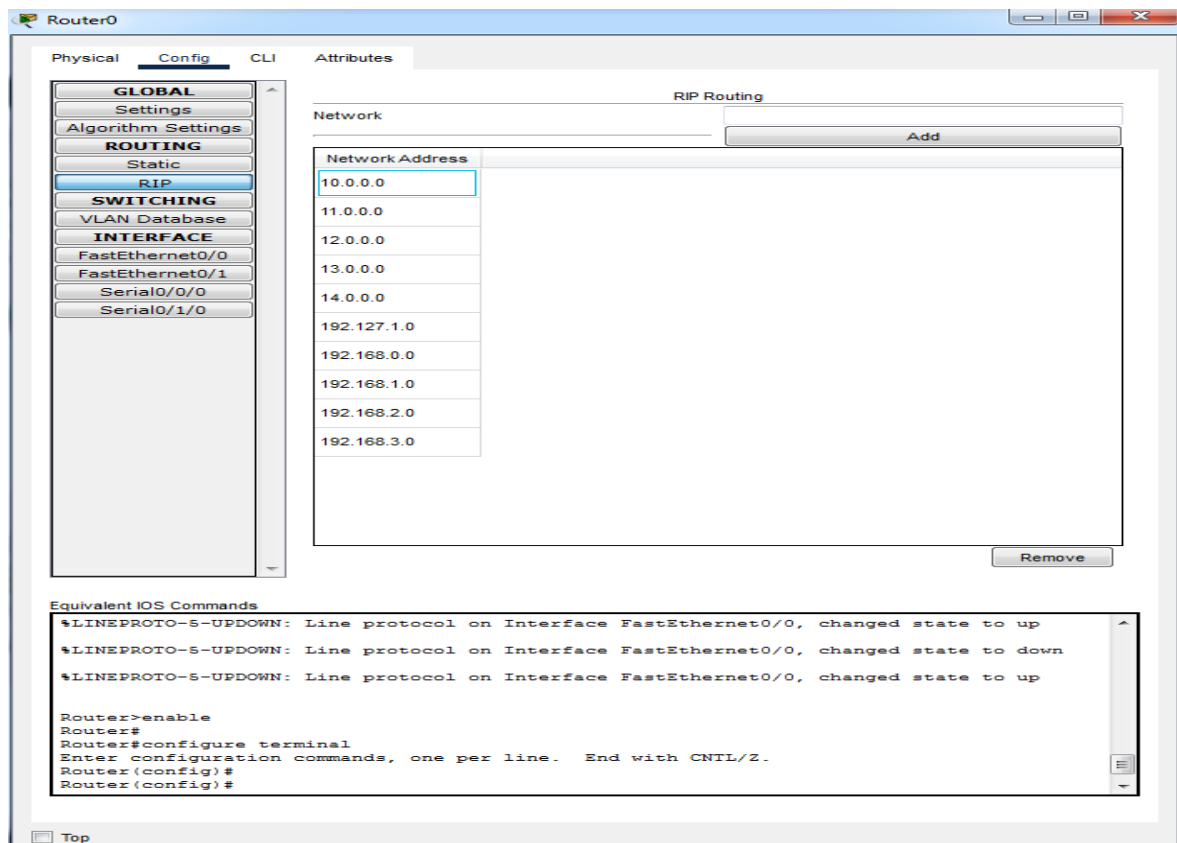 Router0
Physical Config CLI Attributes
GLOBAL
Settings
Algorithm Settings
ROUTING
Static
RIP
SWITCHING
VLAN Database
INTERFACE
FastEthernet0/0
FastEthernet0/1
Serial0/0/0
Serial0/1/0
RIP Routing
Network
Add
Network Address
10.0.0.0
11.0.0.0
12.0.0.0
13.0.0.0
14.0.0.0
192.127.1.0
192.168.0.0
192.168.1.0
192.168.2.0
192.168.3.0
Remove
Equivalent IOS Commands
%LINEPROTO-5-UPDOWN: Line protocol on Interface FastEthernet0/0, changed state to up
%LINEPROTO-5-UPDOWN: Line protocol on Interface FastEthernet0/0, changed state to down
%LINEPROTO-5-UPDOWN: Line protocol on Interface FastEthernet0/0, changed state to up
Router>enable
Router#
Router#configure terminal
Enter configuration commands, one per line. End with CNTL/Z.
Router(config)#
Router(config)#
Top